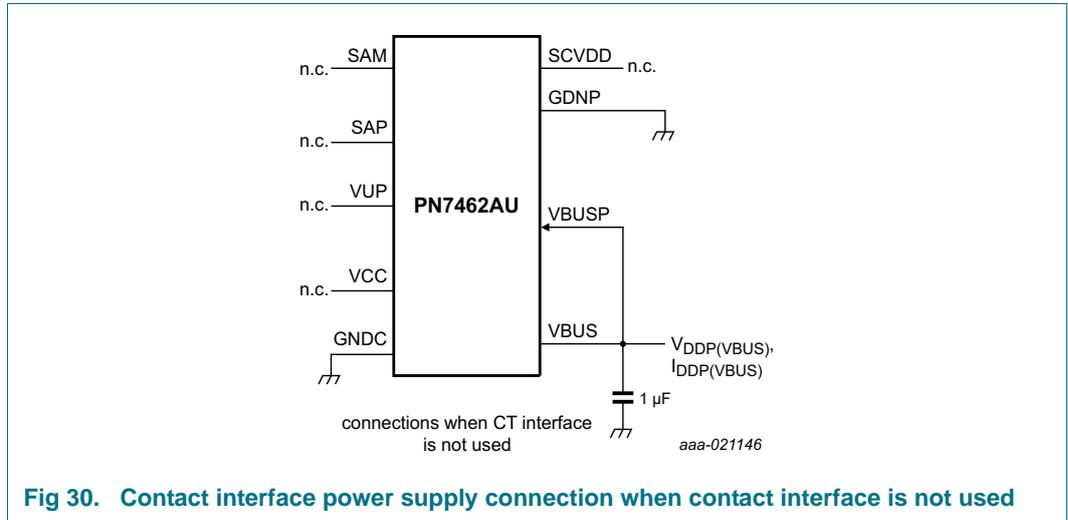 SAM
n.c.
SAP
n.c.
VUP
n.c.
VCC
n.c.
GNDC
PN7462AU
SCVDD
n.c.
GDNP
VBUSP
VBUS
VDDP(VBUS),
IDDP(VBUS)
1 µF
connections when CT interface
is not used
aaa-021146
Fig 30. Contact interface power supply connection when contact interface is not used